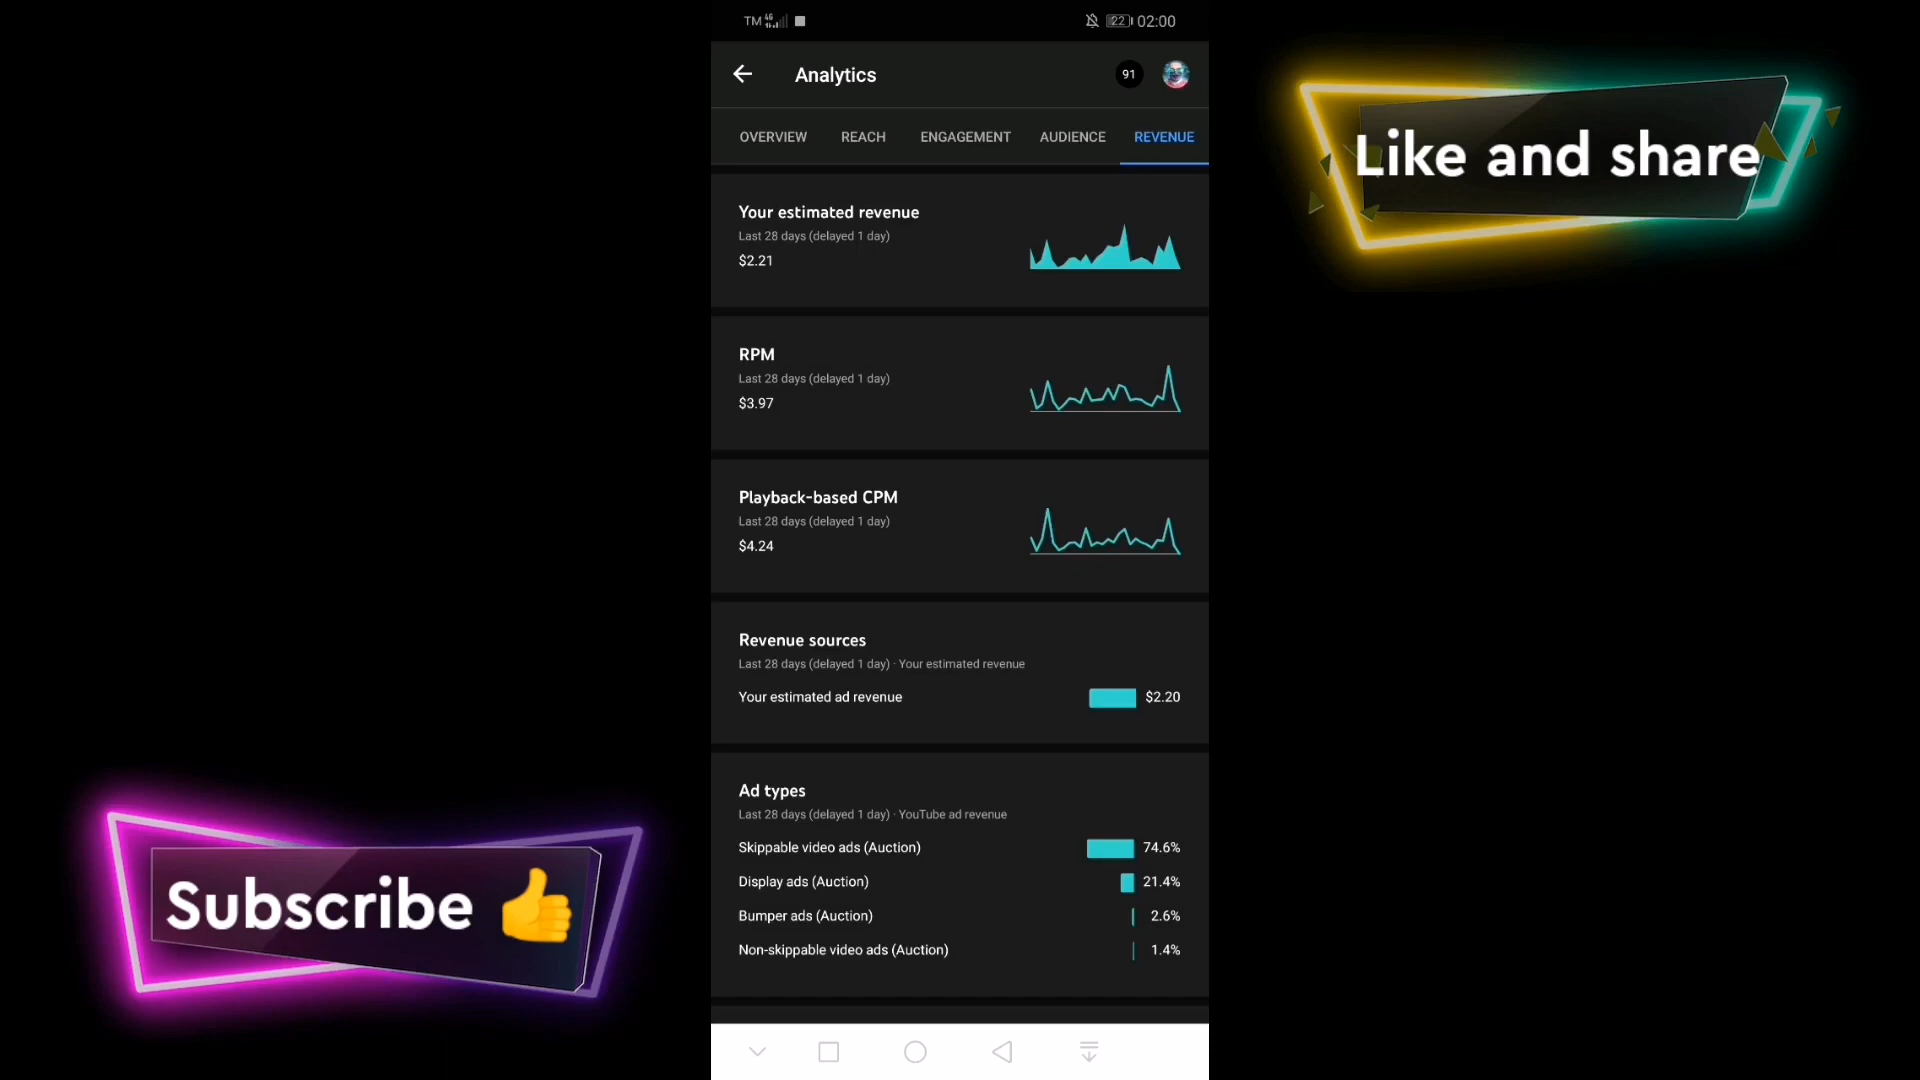 TM 4G 22 02:00
Analytics 91
OVERVIEW REACH ENGAGEMENT AUDIENCE REVENUE
Your estimated revenue
Last 28 days (delayed 1 day)
$2.21
RPM
Last 28 days (delayed 1 day)
$3.97
Playback-based CPM
Last 28 days (delayed 1 day)
$4.24
Revenue sources
Last 28 days (delayed 1 day) · Your estimated revenue
Your estimated ad revenue $2.20
Ad types
Last 28 days (delayed 1 day) · YouTube ad revenue
Skippable video ads (Auction) 74.6%
Display ads (Auction) 21.4%
Bumper ads (Auction) 2.6%
Non-skippable video ads (Auction) 1.4%
Like and share
Subscribe 👍